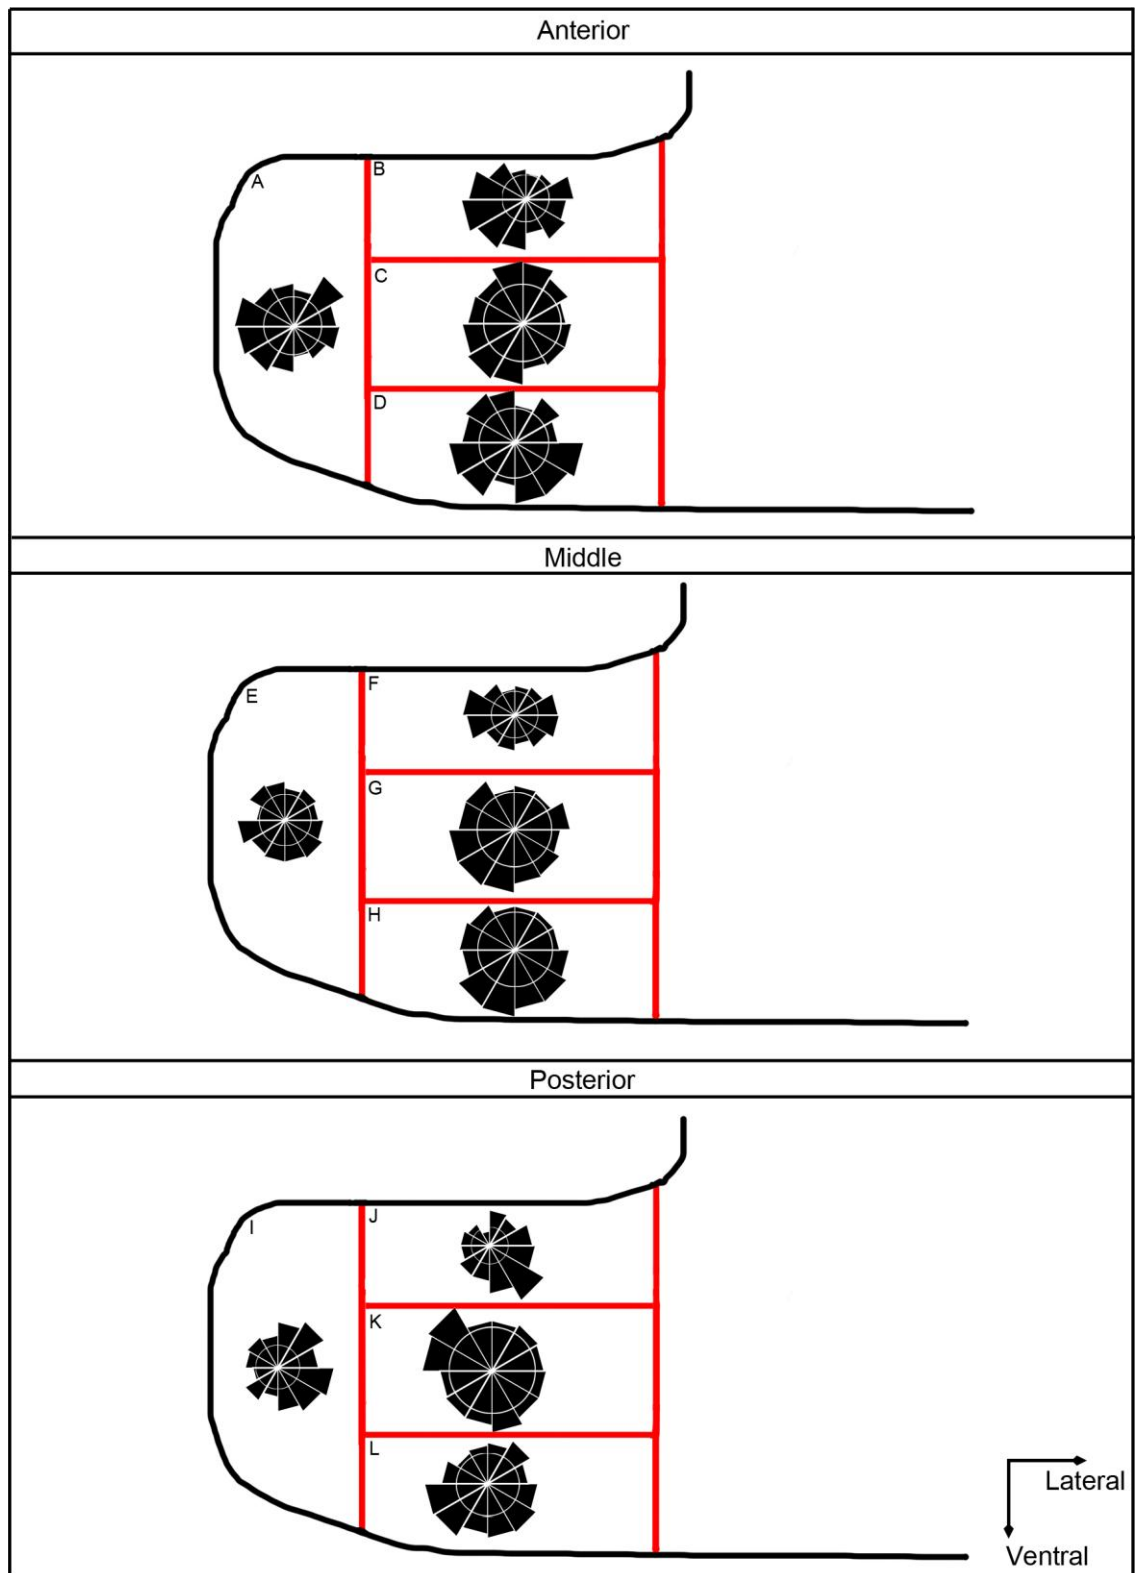 Anterior
A
B
C
D
Middle
E
F
G
H
Posterior
I
J
K
L
Lateral
Ventral